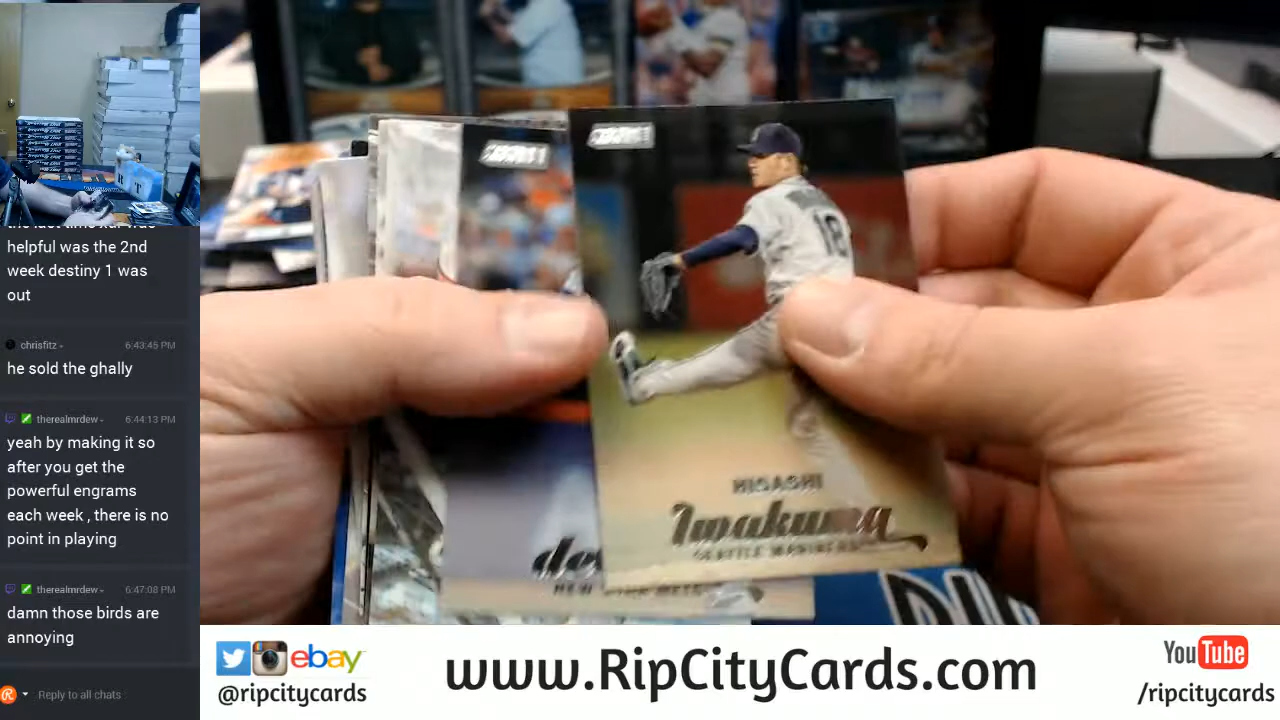 helpful was the 2nd
week destiny 1 was
out
chrisfitz
6:43:45 PM
he sold the ghally
therealmrdew
6:44:13 PM
yeah by making it so
after you get the
powerful engrams
each week , there is no
point in playing
therealmrdew
6:47:08 PM
damn those birds are
annoying
Reply to all chats
18
HISASHI
Iwakuma
SEATTLE MARINERS
de
NEW
ebay
@ripcitycards
www.RipCityCards.com
YouTube
/ripcitycards